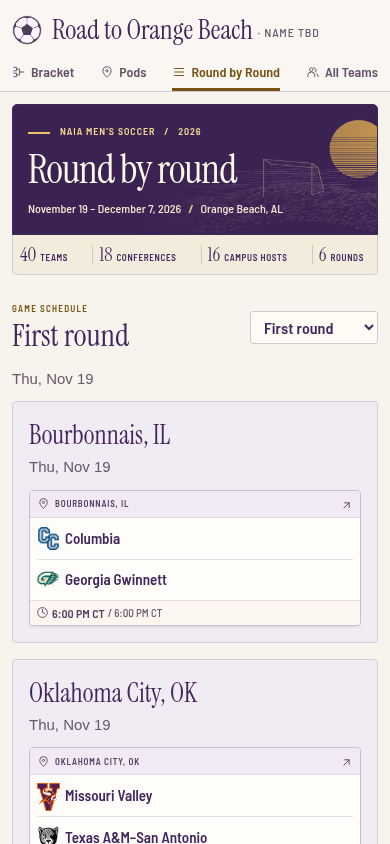 Road to Orange Beach · NAME TBD
Bracket Pods Round by Round All Teams
NAIA MEN'S SOCCER / 2026
Round by round
November 19 – December 7, 2026 / Orange Beach, AL
40 TEAMS 18 CONFERENCES 16 CAMPUS HOSTS 6 ROUNDS
GAME SCHEDULE
First round
First round
Thu, Nov 19
Bourbonnais, IL
Thu, Nov 19
BOURBONNAIS, IL
Columbia
Georgia Gwinnett
6:00 PM CT / 6:00 PM CT
Oklahoma City, OK
Thu, Nov 19
OKLAHOMA CITY, OK
Missouri Valley
Texas A&M–San Antonio